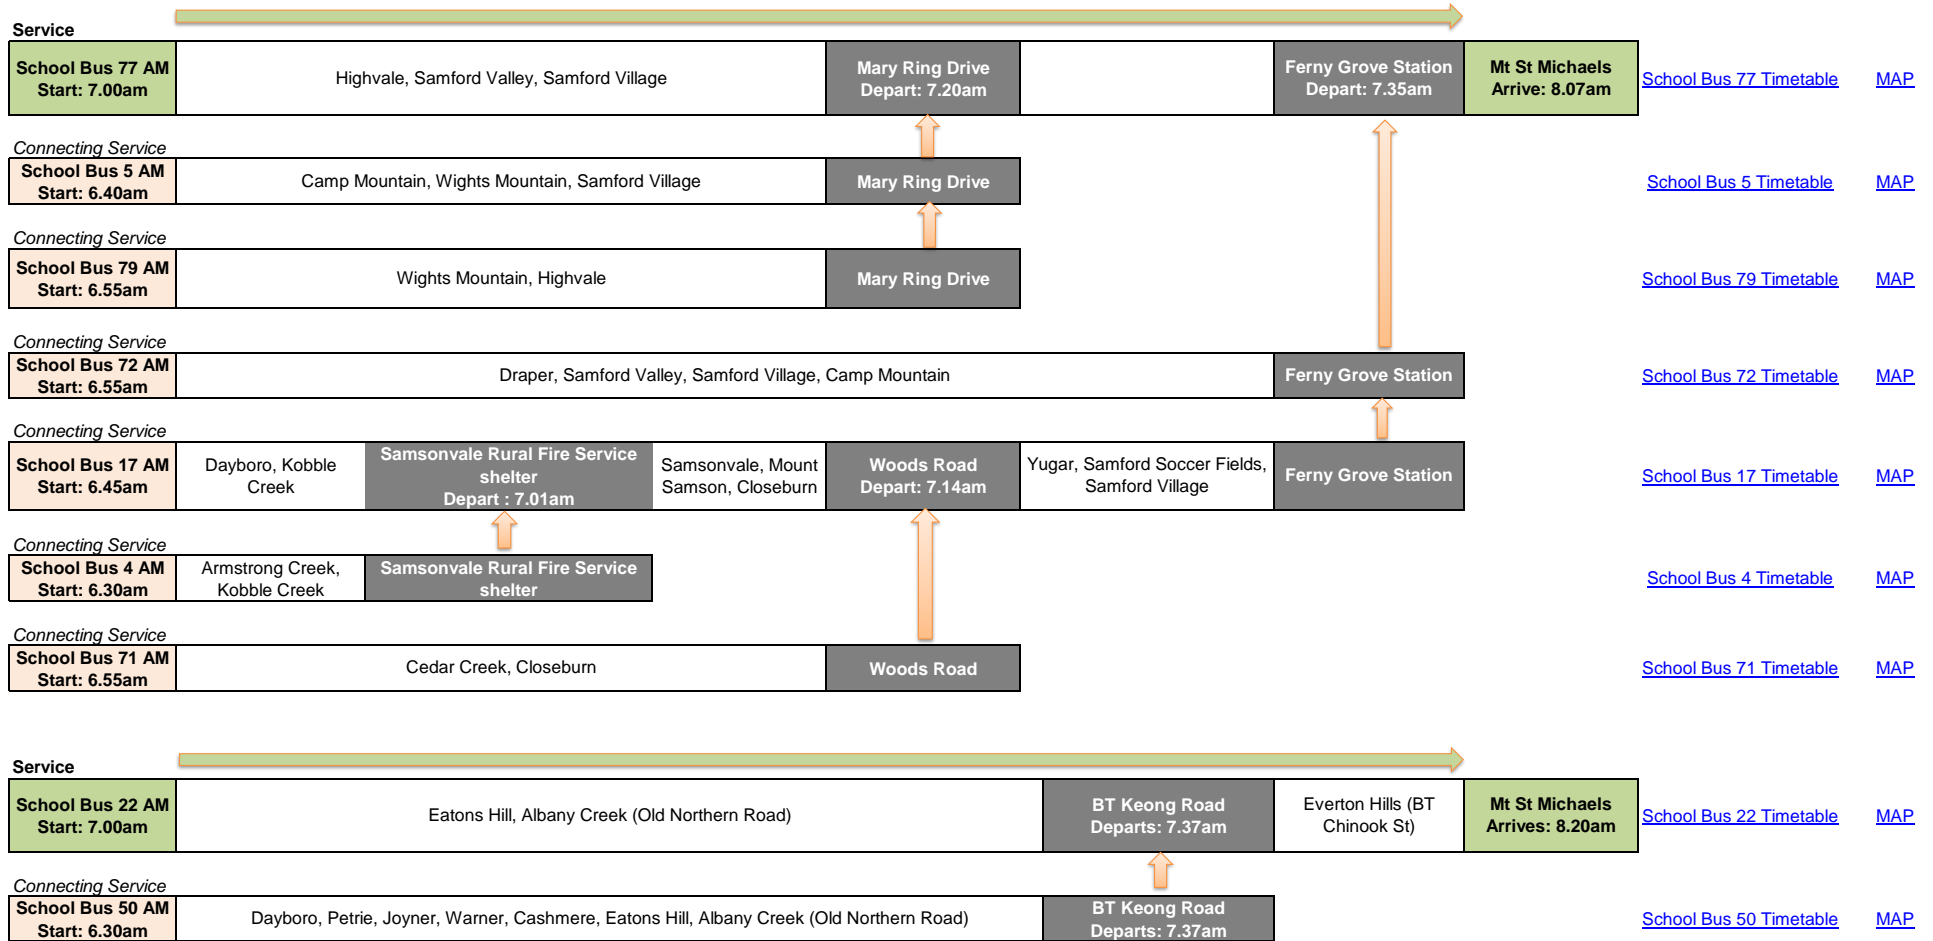 Service
School Bus 77 AM
Start: 7.00am
Highvale, Samford Valley, Samford Village
Mary Ring Drive
Depart: 7.20am
Ferny Grove Station
Depart: 7.35am
Mt St Michaels
Arrive: 8.07am
School Bus 77 Timetable
MAP
Connecting Service
School Bus 5 AM
Start: 6.40am
Camp Mountain, Wights Mountain, Samford Village
Mary Ring Drive
School Bus 5 Timetable
MAP
Connecting Service
School Bus 79 AM
Start: 6.55am
Wights Mountain, Highvale
Mary Ring Drive
School Bus 79 Timetable
MAP
Connecting Service
School Bus 72 AM
Start: 6.55am
Draper, Samford Valley, Samford Village, Camp Mountain
Ferny Grove Station
School Bus 72 Timetable
MAP
Connecting Service
School Bus 17 AM
Start: 6.45am
Dayboro, Kobble
Creek
Samsonvale Rural Fire Service
shelter
Depart : 7.01am
Samsonvale, Mount
Samson, Closeburn
Woods Road
Depart: 7.14am
Yugar, Samford Soccer Fields,
Samford Village
Ferny Grove Station
School Bus 17 Timetable
MAP
Connecting Service
School Bus 4 AM
Start: 6.30am
Armstrong Creek,
Kobble Creek
Samsonvale Rural Fire Service
shelter
School Bus 4 Timetable
MAP
Connecting Service
School Bus 71 AM
Start: 6.55am
Cedar Creek, Closeburn
Woods Road
School Bus 71 Timetable
MAP
Service
School Bus 22 AM
Start: 7.00am
Eatons Hill, Albany Creek (Old Northern Road)
BT Keong Road
Departs: 7.37am
Everton Hills (BT
Chinook St)
Mt St Michaels
Arrives: 8.20am
School Bus 22 Timetable
MAP
Connecting Service
School Bus 50 AM
Start: 6.30am
Dayboro, Petrie, Joyner, Warner, Cashmere, Eatons Hill, Albany Creek (Old Northern Road)
BT Keong Road
Departs: 7.37am
School Bus 50 Timetable
MAP